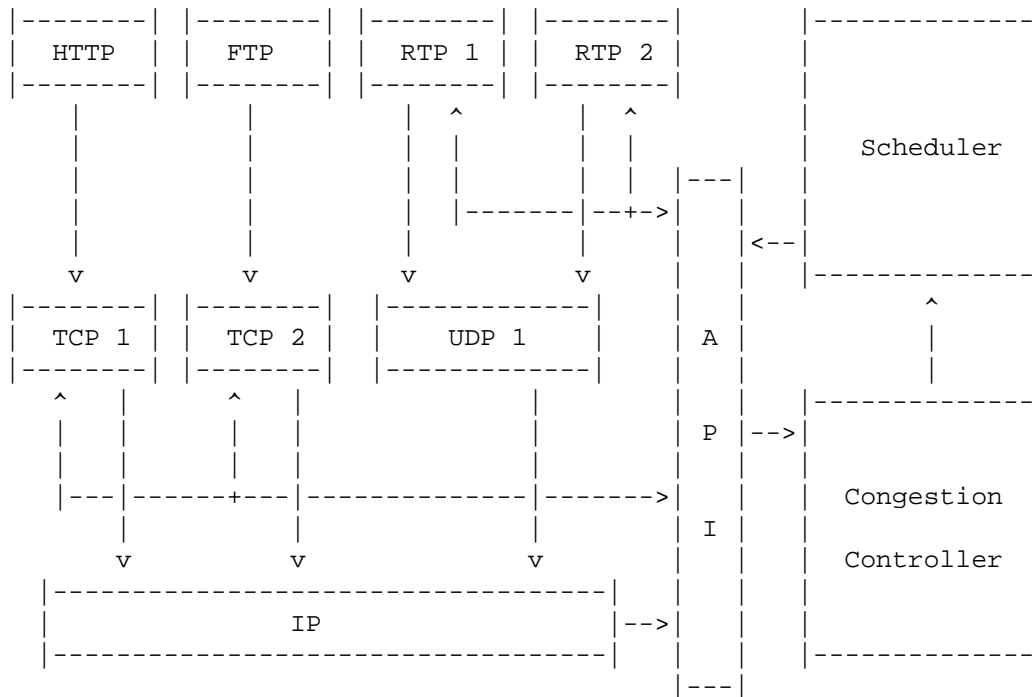 HTTP FTP RTP 1 RTP 2
Scheduler
TCP 1 TCP 2 UDP 1 A
P
Congestion
I
Controller
IP